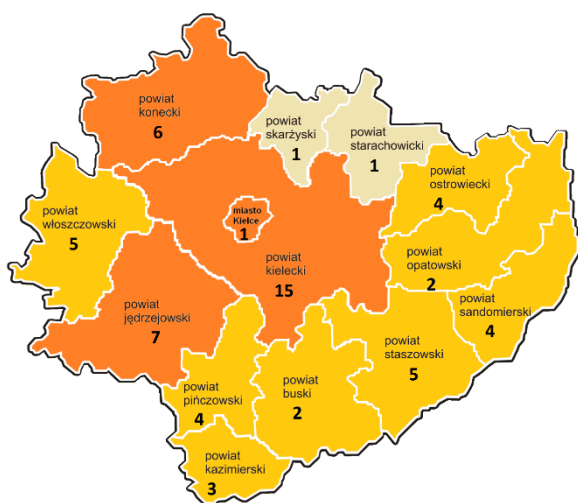 powiat
konecki
6
powiat
skarżyski
1
powiat
starachowicki
1
powiat
ostrowiecki
4
powiat
włoszczowski
5
miasto
Kielce
1
powiat
kielecki
15
powiat
opatowski
2
powiat
sandomierski
4
powiat
jędrzejowski
7
powiat
staszowski
5
powiat
pińczowski
4
powiat
buski
2
powiat
kazimierski
3